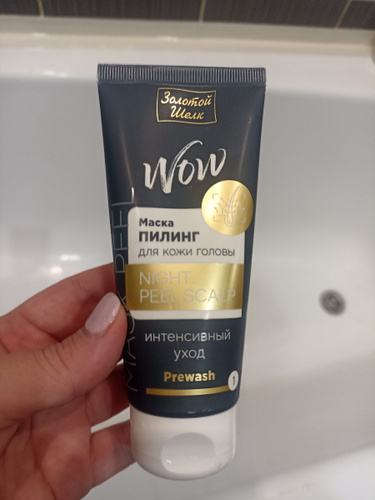 Золотой
Шелк
Wow
Маска
ПИЛИНГ
ДЛЯ КОЖИ ГОЛОВЫ
NIGHT
PEEL SCALP
ИНТЕНСИВНЫЙ
УХОД
Prewash
1
MASK PEEL